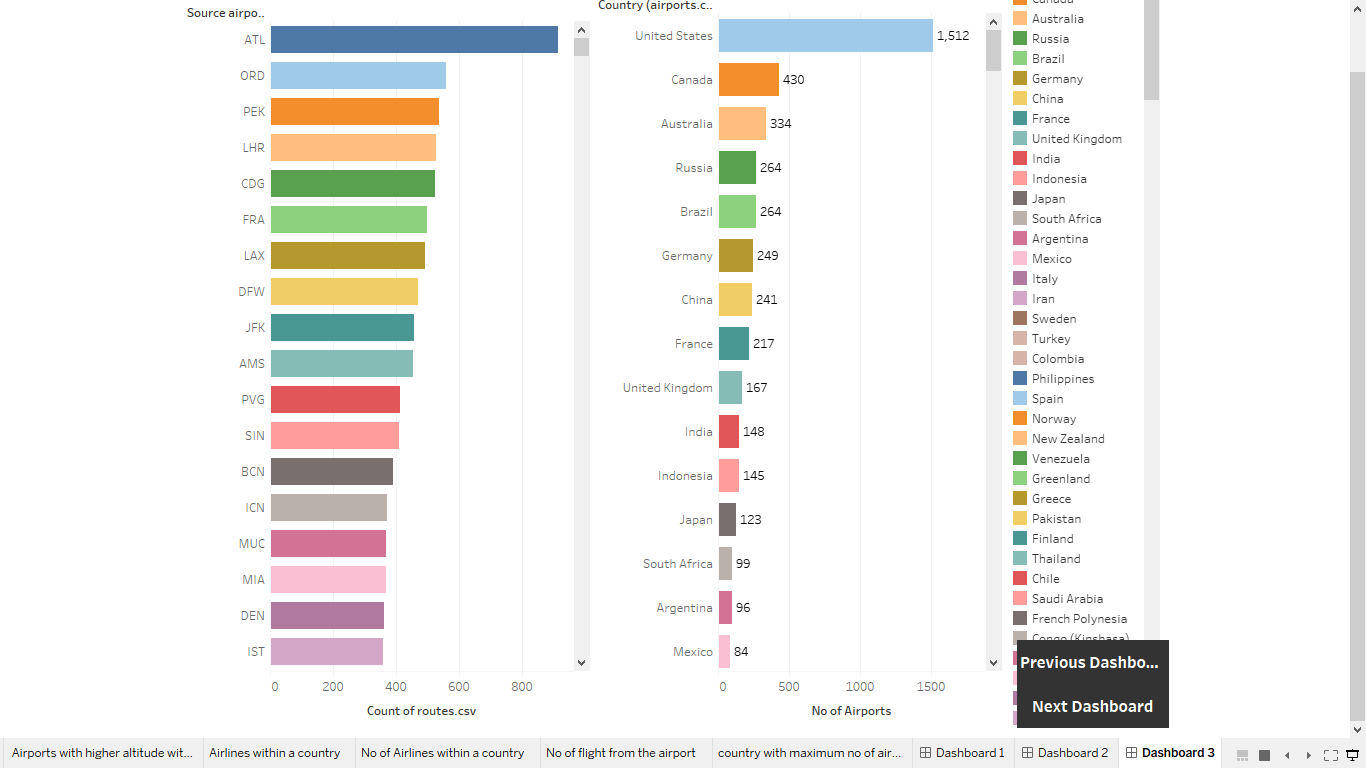 Source airpo..
ATL
ORD
PEK
LHR
CDG
FRA
LAX
DFW
JFK
AMS
PVG
SIN
BCN
ICN
MUC
MIA
DEN
IST
0 200 400 600 800
Count of routes.csv
Country (airports.c..
United States 1,512
Canada 430
Australia 334
Russia 264
Brazil 264
Germany 249
China 241
France 217
United Kingdom 167
India 148
Indonesia 145
Japan 123
South Africa 99
Argentina 96
Mexico 84
0 500 1000 1500
No of Airports
Canada
Australia
Russia
Brazil
Germany
China
France
United Kingdom
India
Indonesia
Japan
South Africa
Argentina
Mexico
Italy
Iran
Sweden
Turkey
Colombia
Philippines
Spain
Norway
New Zealand
Venezuela
Greenland
Greece
Pakistan
Finland
Thailand
Chile
Saudi Arabia
French Polynesia
Congo (Kinshasa)
Previous Dashbo...
Next Dashboard
Airports with higher altitude wit...
Airlines within a country
No of Airlines within a country
No of flight from the airport
country with maximum no of air...
Dashboard 1
Dashboard 2
Dashboard 3